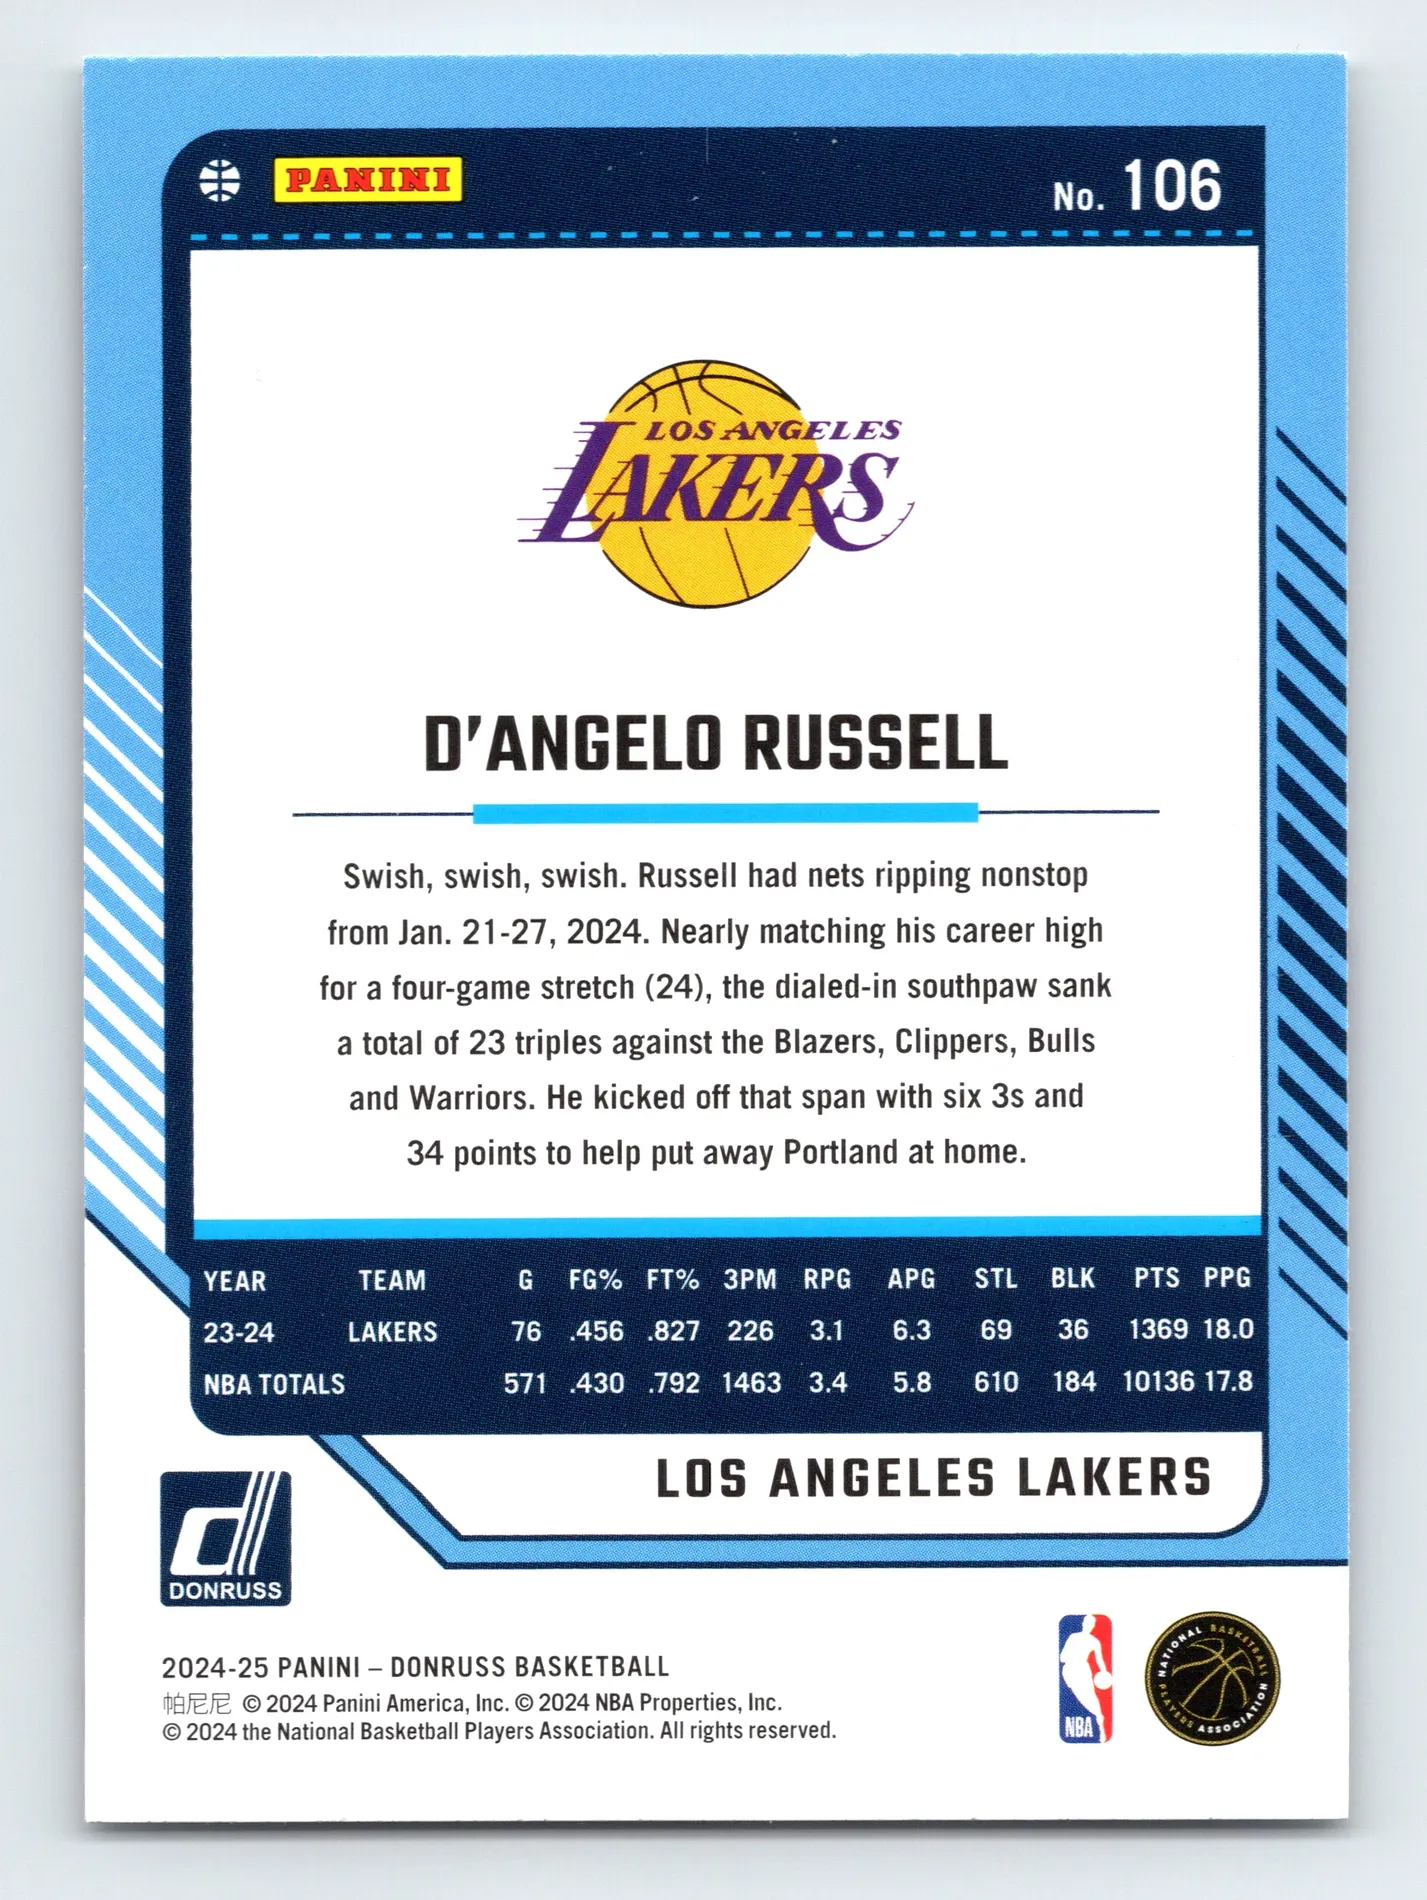 PANINI
No. 106
LOS ANGELES
LAKERS
D'ANGELO RUSSELL
Swish, swish, swish. Russell had nets ripping nonstop
from Jan. 21-27, 2024. Nearly matching his career high
for a four-game stretch (24), the dialed-in southpaw sank
a total of 23 triples against the Blazers, Clippers, Bulls
and Warriors. He kicked off that span with six 3s and
34 points to help put away Portland at home.
YEAR TEAM G FG% FT% 3PM RPG APG STL BLK PTS PPG
23-24 LAKERS 76 .456 .827 226 3.1 6.3 69 36 1369 18.0
NBA TOTALS 571 .430 .792 1463 3.4 5.8 610 184 10136 17.8
LOS ANGELES LAKERS
d
DONRUSS
2024-25 PANINI – DONRUSS BASKETBALL
帕尼尼 © 2024 Panini America, Inc. © 2024 NBA Properties, Inc.
© 2024 the National Basketball Players Association. All rights reserved.
NBA
NATIONAL BASKETBALL PLAYERS ASSOCIATION